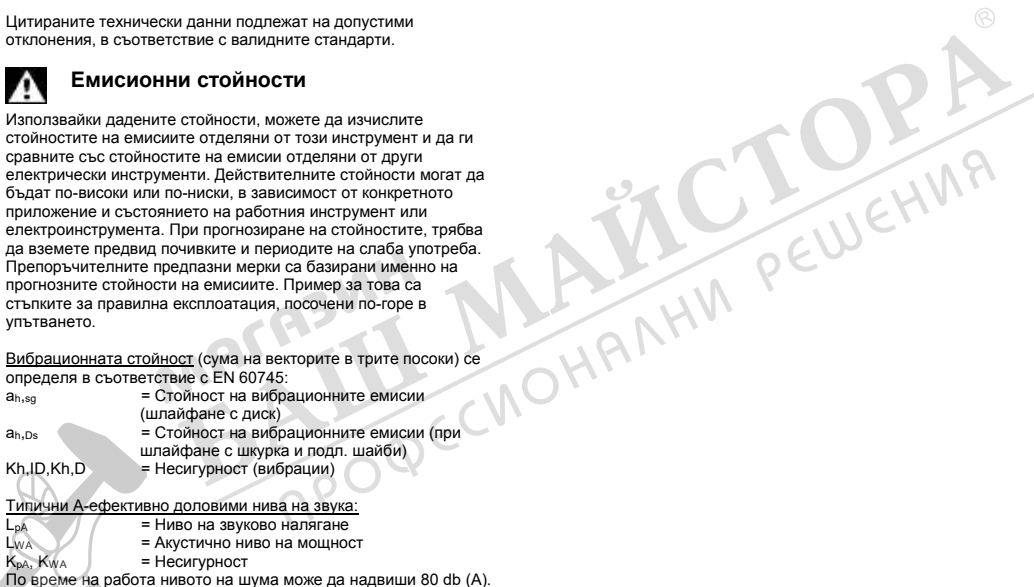 Цитираните технически данни подлежат на допустими
отклонения, в съответствие с валидните стандарти.
Емисионни стойности
Използвайки дадените стойности, можете да изчислите
стойностите на емисиите отделяни от този инструмент и да ги
сравните със стойностите на емисии отделяни от други
електрически инструменти. Действителните стойности могат да
бъдат по-високи или по-ниски, в зависимост от конкретното
приложение и състоянието на работния инструмент или
електроинструмента. При прогнозиране на стойностите, трябва
да вземете предвид почивките и периодите на слаба употреба.
Препоръчителните предпазни мерки са базирани именно на
прогнозните стойности на емисиите. Пример за това са
стъпките за правилна експлоатация, посочени по-горе в
упътването.
Вибрационната стойност (сума на векторите в трите посоки) се
определя в съответствие с EN 60745:
ah,sg = Стойност на вибрационните емисии
(шлайфане с диск)
ah,Ds = Стойност на вибрационните емисии (при
шлайфане с шкурка и подл. шайби)
Kh,ID,Kh,D = Несигурност (вибрации)
Типични А-ефективно доловими нива на звука:
LpA = Ниво на звуково налягане
LWA = Акустично ниво на мощност
KpA, KWA = Несигурност
По време на работа нивото на шума може да надвиши 80 db (A).
МАГАЗИН
БАШ МАЙСТОРА
®
ПРОФЕСИОНАЛНИ РЕШЕНИЯ